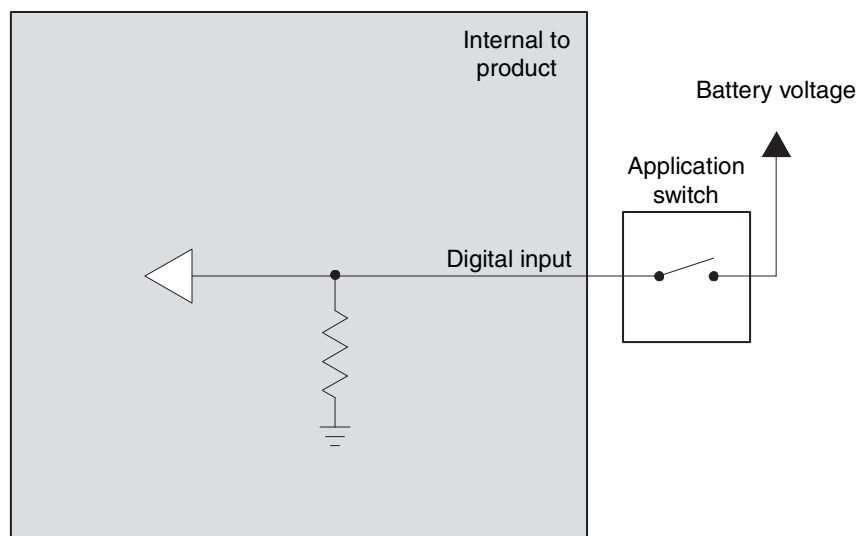 Internal to
product
Battery voltage
Application
switch
Digital input